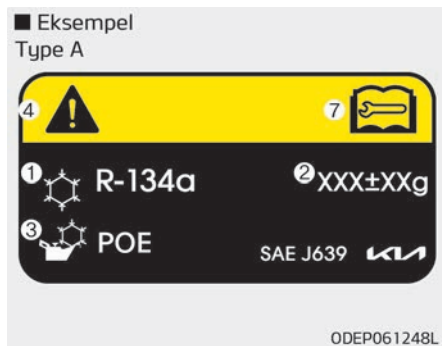 ■ Eksempel
Type A
④ ⑦
① R-134a ② XXX±XXg
③ POE
SAE J639 KIA
ODEP061248L